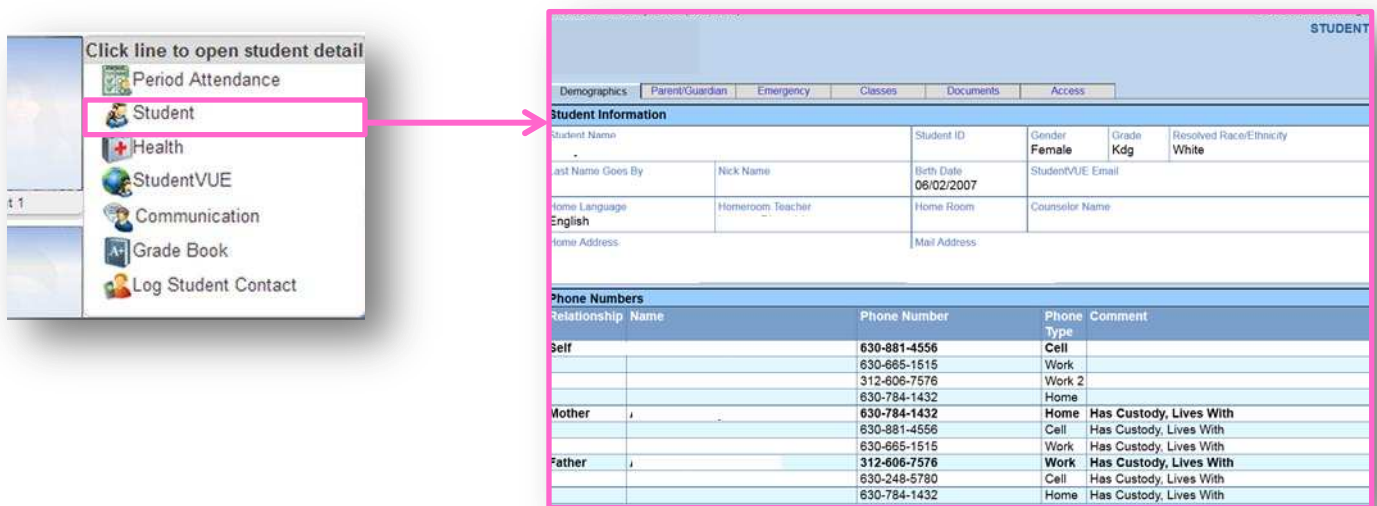 Click line to open student detail
Period Attendance
Student
Health
StudentVUE
Communication
Grade Book
Log Student Contact
t 1
STUDENT
Demographics Parent/Guardian Emergency Classes Documents Access
Student Information
Student Name Student ID Gender Grade Resolved Race/Ethnicity
Female Kdg White
Last Name Goes By Nick Name Birth Date StudentVUE Email
06/02/2007
Home Language Homeroom Teacher Home Room Counselor Name
English
Home Address Mail Address
Phone Numbers
Relationship Name Phone Number Phone Type Comment
Self 630-881-4556 Cell
630-665-1515 Work
312-606-7576 Work 2
630-784-1432 Home
Mother 630-784-1432 Home Has Custody, Lives With
630-881-4556 Cell Has Custody, Lives With
630-665-1515 Work Has Custody, Lives With
Father 312-606-7576 Work Has Custody, Lives With
630-248-5780 Cell Has Custody, Lives With
630-784-1432 Home Has Custody, Lives With